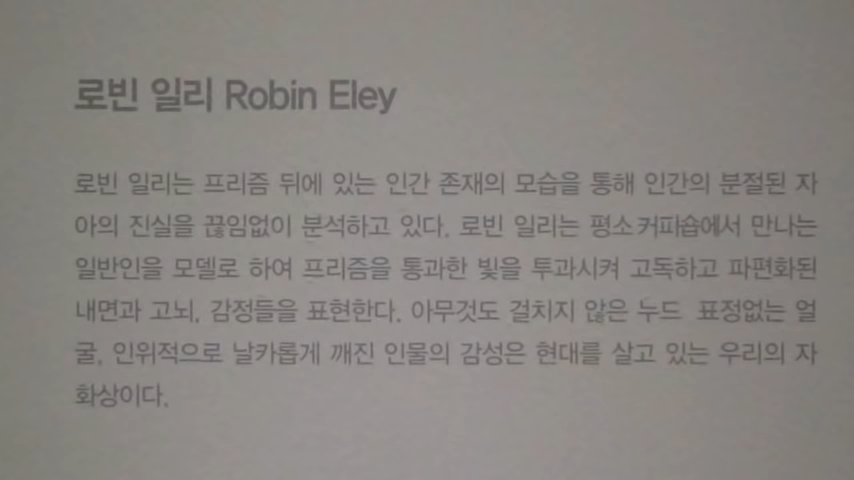 로빈 일리 Robin Eley
로빈 일리는 프리즘 뒤에 있는 인간 존재의 모습을 통해 인간의 분절된 자
아의 진실을 끊임없이 분석하고 있다. 로빈 일리는 평소 커피숍에서 만나는
일반인을 모델로 하여 프리즘을 통과한 빛을 투과시켜 고독하고 파편화된
내면과 고뇌, 감정들을 표현한다. 아무것도 걸치지 않은 누드 표정없는 얼
굴, 인위적으로 날카롭게 깨진 인물의 감성은 현대를 살고 있는 우리의 자
화상이다.